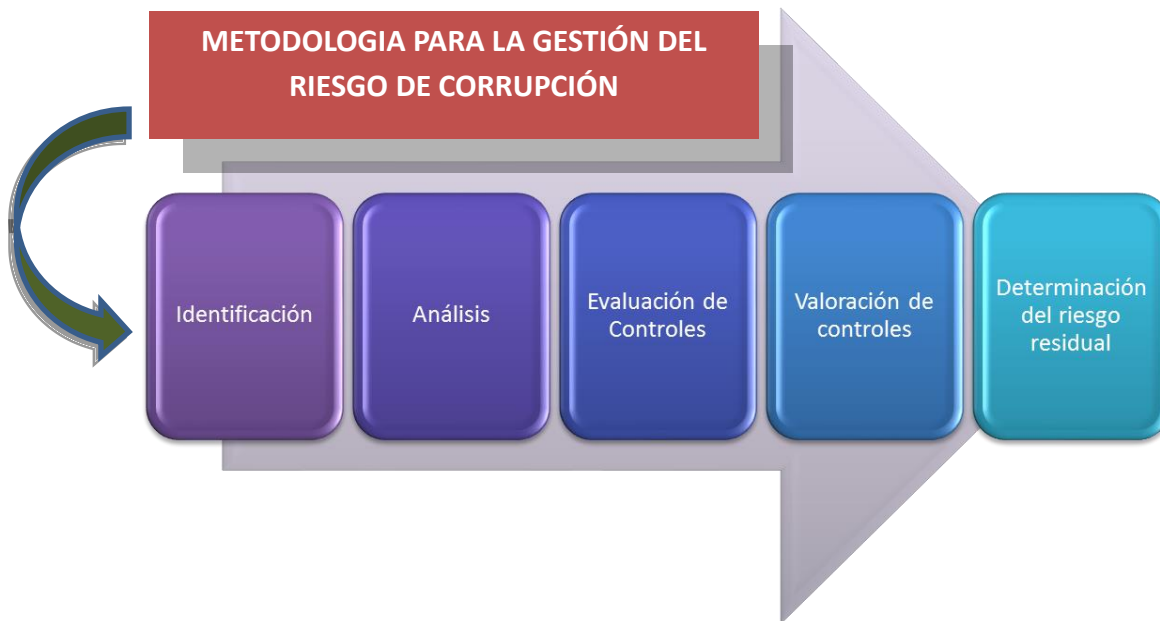 METODOLOGIA PARA LA GESTIÓN DEL
RIESGO DE CORRUPCIÓN
Identificación
Análisis
Evaluación de
Controles
Valoración de
controles
Determinación
del riesgo
residual